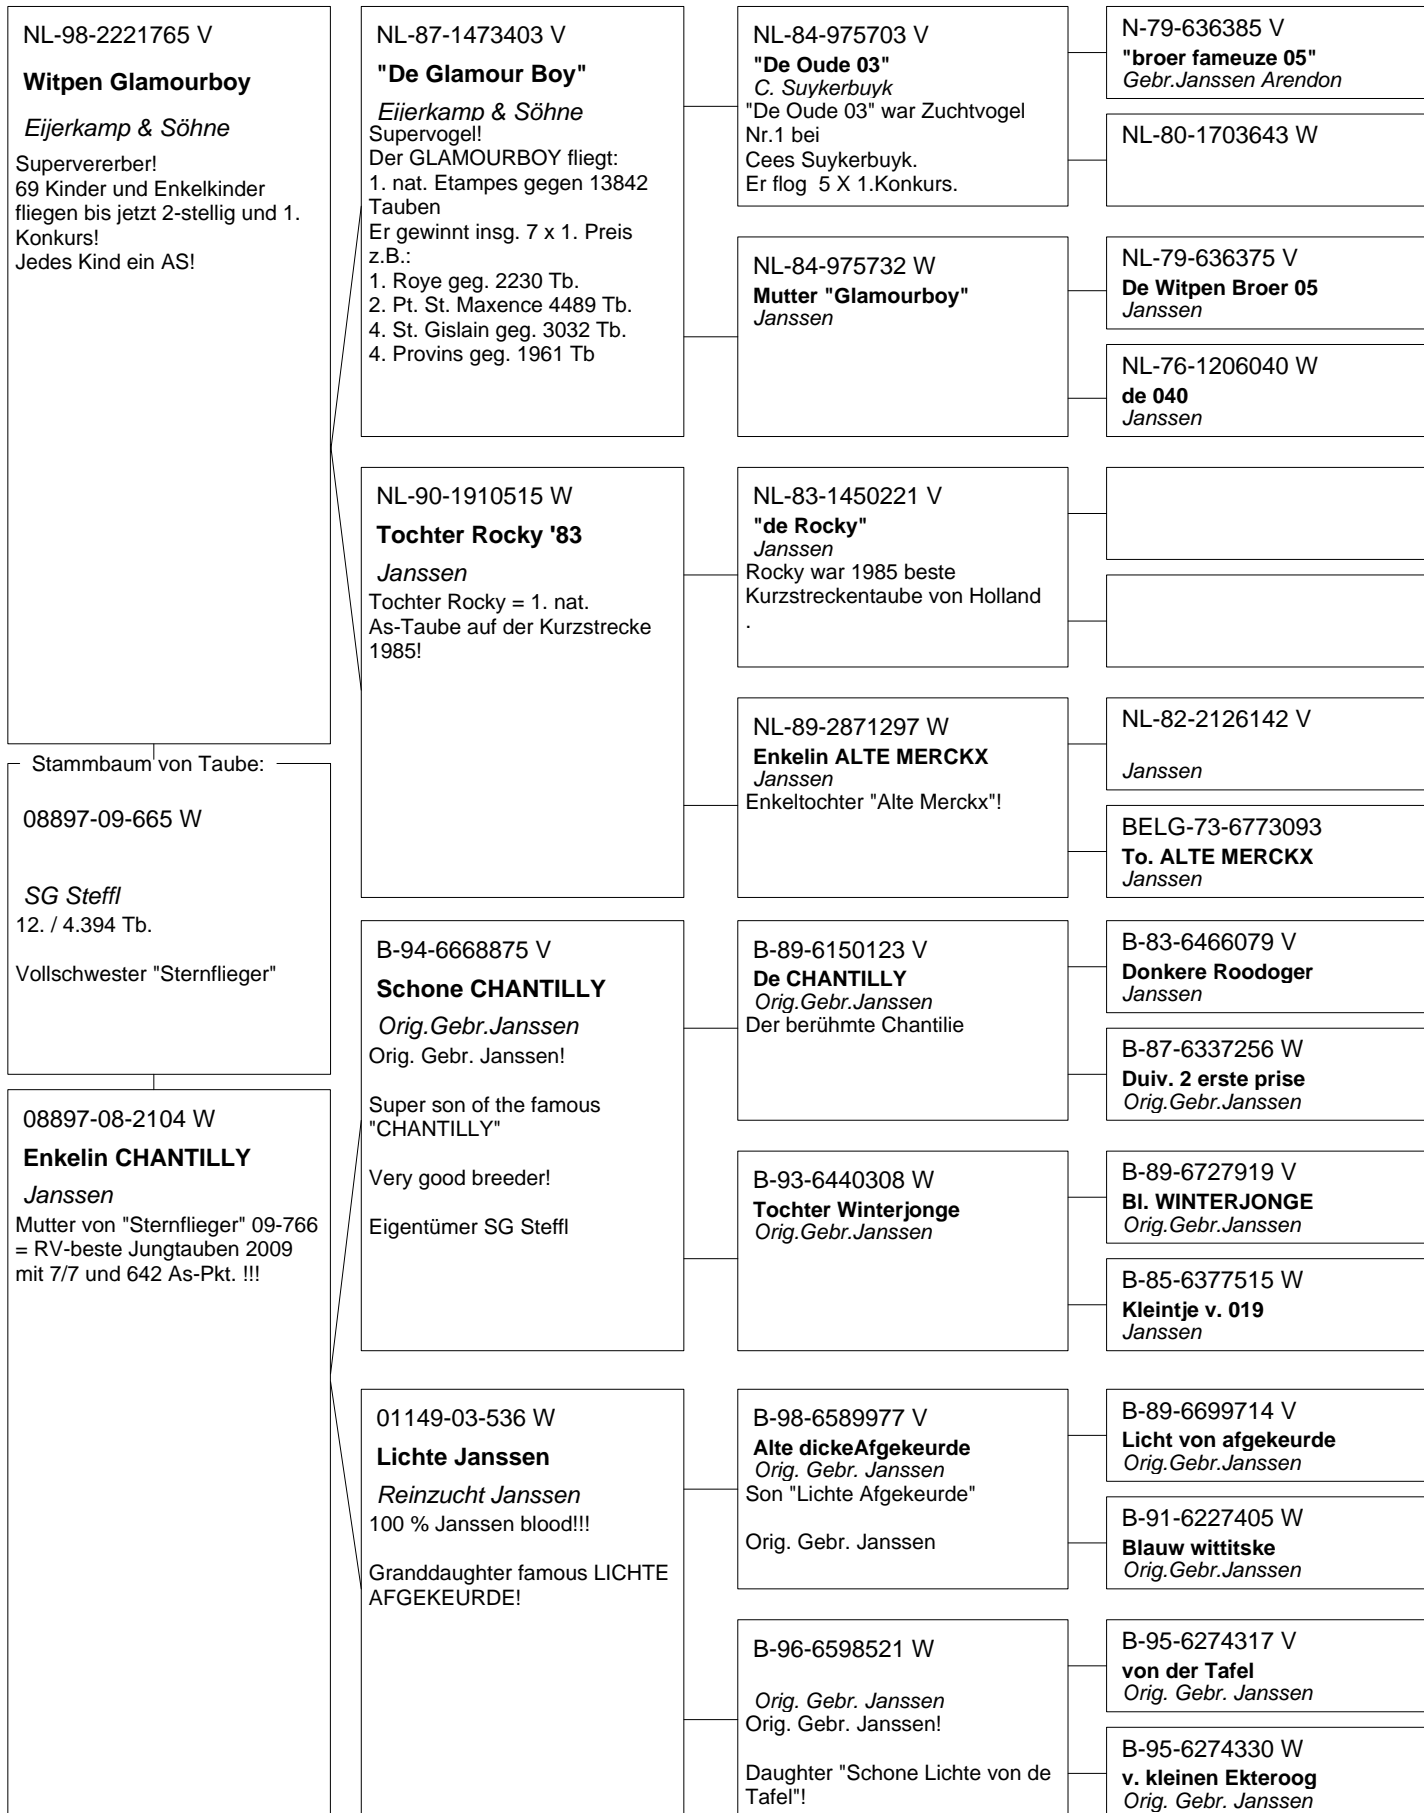 NL-98-2221765 V
Witpen Glamourboy
Eijerkamp & Söhne
Supervererber!
69 Kinder und Enkelkinder
fliegen bis jetzt 2-stellig und 1.
Konkurs!
Jedes Kind ein AS!
Stammbaum von Taube:
08897-09-665 W
SG Steffl
12. / 4.394 Tb.
Vollschwester "Sternflieger"
08897-08-2104 W
Enkelin CHANTILLY
Janssen
Mutter von "Sternflieger" 09-766
= RV-beste Jungtauben 2009
mit 7/7 und 642 As-Pkt. !!!
NL-87-1473403 V
"De Glamour Boy"
Eijerkamp & Söhne
Supervogel!
Der GLAMOURBOY fliegt:
1. nat. Etampes gegen 13842
Tauben
Er gewinnt insg. 7 x 1. Preis
z.B.:
1. Roye geg. 2230 Tb.
2. Pt. St. Maxence 4489 Tb.
4. St. Gislain geg. 3032 Tb.
4. Provins geg. 1961 Tb
NL-90-1910515 W
Tochter Rocky '83
Janssen
Tochter Rocky = 1. nat.
As-Taube auf der Kurzstrecke
1985!
B-94-6668875 V
Schone CHANTILLY
Orig.Gebr.Janssen
Orig. Gebr. Janssen!
Super son of the famous
"CHANTILLY"
Very good breeder!
Eigentümer SG Steffl
01149-03-536 W
Lichte Janssen
Reinzucht Janssen
100 % Janssen blood!!!
Granddaughter famous LICHTE
AFGEKEURDE!
NL-84-975703 V
"De Oude 03"
C. Suykerbuyk
"De Oude 03" war Zuchtvogel
Nr.1 bei
Cees Suykerbuyk.
Er flog  5 X 1.Konkurs.
NL-84-975732 W
Mutter "Glamourboy"
Janssen
NL-83-1450221 V
"de Rocky"
Janssen
Rocky war 1985 beste
Kurzstreckentaube von Holland
.
NL-89-2871297 W
Enkelin ALTE MERCKX
Janssen
Enkeltochter "Alte Merckx"!
B-89-6150123 V
De CHANTILLY
Orig.Gebr.Janssen
Der berühmte Chantilie
B-93-6440308 W
Tochter Winterjonge
Orig.Gebr.Janssen
B-98-6589977 V
Alte dickeAfgekeurde
Orig. Gebr. Janssen
Son "Lichte Afgekeurde"
Orig. Gebr. Janssen
B-96-6598521 W
Orig. Gebr. Janssen
Orig. Gebr. Janssen!
Daughter "Schone Lichte von de
Tafel"!
N-79-636385 V
"broer fameuze 05"
Gebr.Janssen Arendon
NL-80-1703643 W
NL-79-636375 V
De Witpen Broer 05
Janssen
NL-76-1206040 W
de 040
Janssen
NL-82-2126142 V
Janssen
BELG-73-6773093
To. ALTE MERCKX
Janssen
B-83-6466079 V
Donkere Roodoger
Janssen
B-87-6337256 W
Duiv. 2 erste prise
Orig.Gebr.Janssen
B-89-6727919 V
Bl. WINTERJONGE
Orig.Gebr.Janssen
B-85-6377515 W
Kleintje v. 019
Janssen
B-89-6699714 V
Licht von afgekeurde
Orig.Gebr.Janssen
B-91-6227405 W
Blauw wittitske
Orig.Gebr.Janssen
B-95-6274317 V
von der Tafel
Orig. Gebr. Janssen
B-95-6274330 W
v. kleinen Ekteroog
Orig. Gebr. Janssen